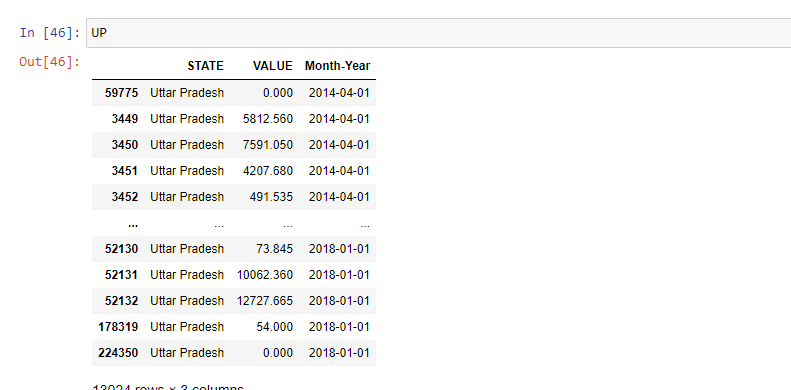 In [46]: UP
Out[46]:
STATE VALUE Month-Year
59775 Uttar Pradesh 0.000 2014-04-01
3449 Uttar Pradesh 5812.560 2014-04-01
3450 Uttar Pradesh 7591.050 2014-04-01
3451 Uttar Pradesh 4207.680 2014-04-01
3452 Uttar Pradesh 491.535 2014-04-01
... ... ... ...
52130 Uttar Pradesh 73.845 2018-01-01
52131 Uttar Pradesh 10062.360 2018-01-01
52132 Uttar Pradesh 12727.665 2018-01-01
178319 Uttar Pradesh 54.000 2018-01-01
224350 Uttar Pradesh 0.000 2018-01-01
13024 rows × 3 columns